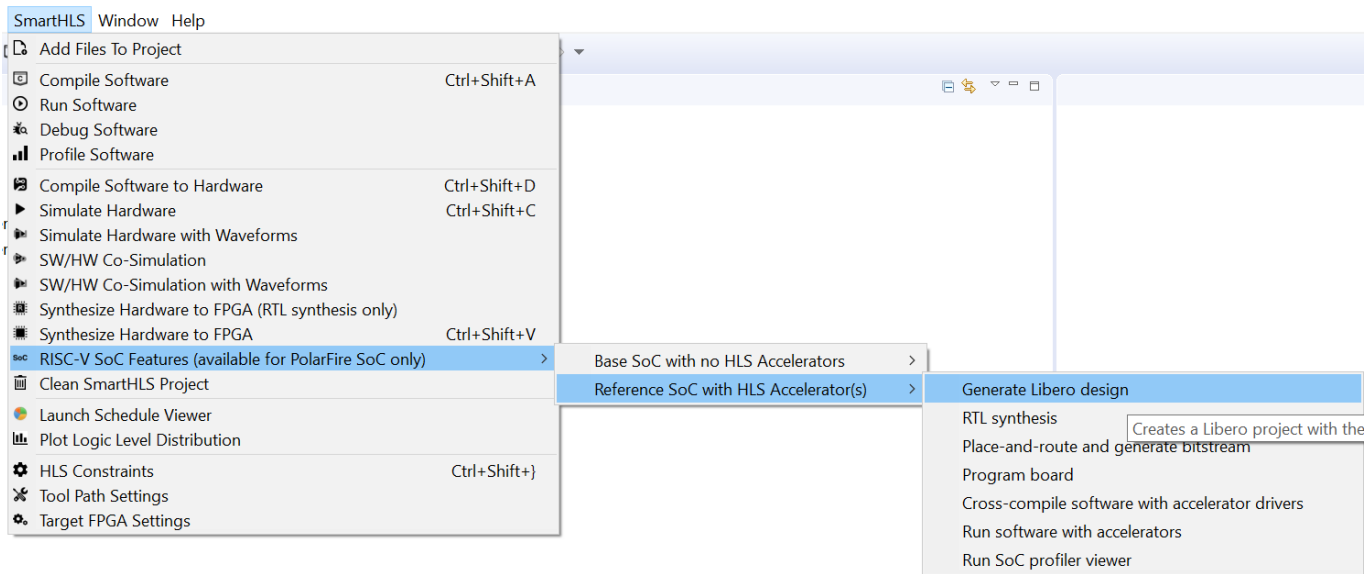 SmartHLS Window Help
Add Files To Project
Compile Software Ctrl+Shift+A
Run Software
Debug Software
Profile Software
Compile Software to Hardware Ctrl+Shift+D
Simulate Hardware Ctrl+Shift+C
Simulate Hardware with Waveforms
SW/HW Co-Simulation
SW/HW Co-Simulation with Waveforms
Synthesize Hardware to FPGA (RTL synthesis only)
Synthesize Hardware to FPGA Ctrl+Shift+V
SoC RISC-V SoC Features (available for PolarFire SoC only)
Clean SmartHLS Project
Launch Schedule Viewer
Plot Logic Level Distribution
HLS Constraints Ctrl+Shift+}
Tool Path Settings
Target FPGA Settings
Base SoC with no HLS Accelerators
Reference SoC with HLS Accelerator(s)
Generate Libero design
RTL synthesis
Creates a Libero project with the
Place-and-route and generate bitstream
Program board
Cross-compile software with accelerator drivers
Run software with accelerators
Run SoC profiler viewer